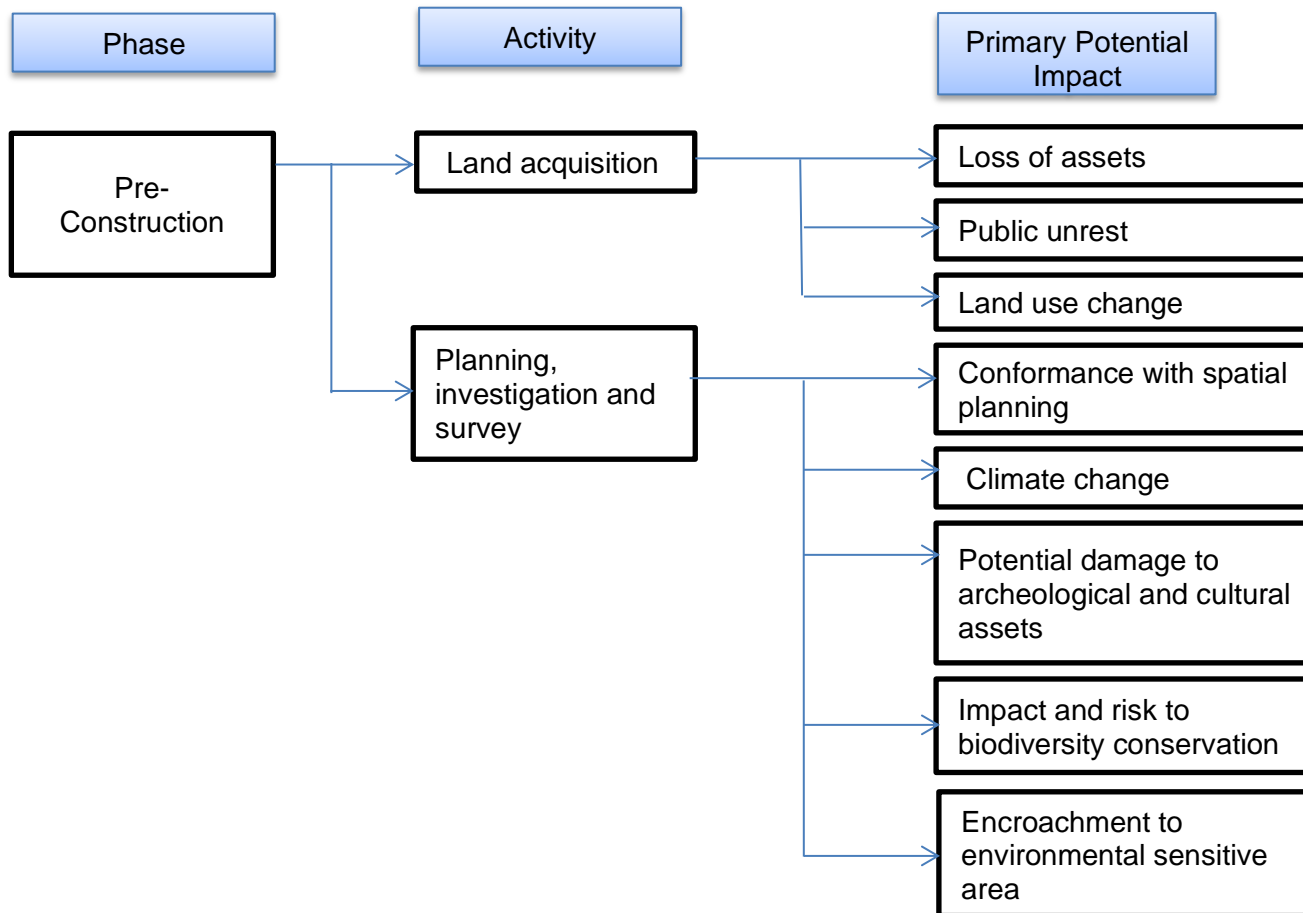 Phase
Activity
Primary Potential
Impact
Pre-
Construction
Land acquisition
Loss of assets
Public unrest
Land use change
Planning,
investigation and
survey
Conformance with spatial
planning
Climate change
Potential damage to
archeological and cultural
assets
Impact and risk to
biodiversity conservation
Encroachment to
environmental sensitive
area